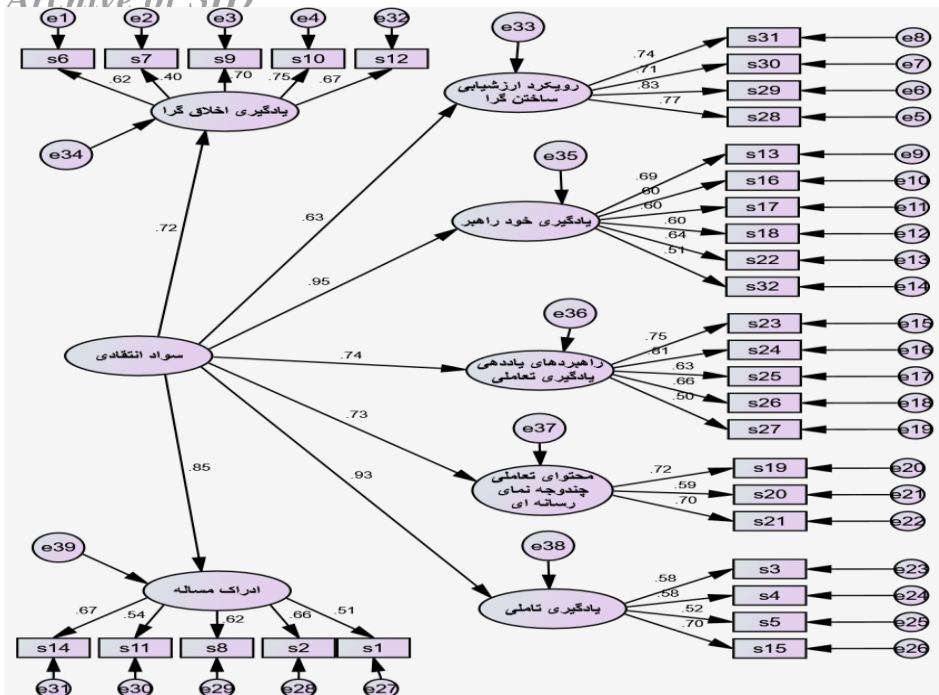 Archive of SID
e1 e2 e3 e4 e32
s6 s7 s9 s10 s12
.62 .40 .70 .75 .67
یادگیری اخلاق گرا
e34
.72
e33
رویکرد ارزشیابی
ساختن گرا
.63
.74 s31 e8
.71 s30 e7
.83 s29 e6
.77 s28 e5
e35
یادگیری خود راهبر
.95
.69 s13 e9
.60 s16 e10
.60 s17 e11
.60 s18 e12
.64 s22 e13
.51 s32 e14
سواد انتقادی
e36
راهبردهای یاددهی
یادگیری تعاملی
.74
.75 s23 e15
.81 s24 e16
.63 s25 e17
.66 s26 e18
.50 s27 e19
e37
محتوای تعاملی
چندوجه نمای
رسانه ای
.73
.72 s19 e20
.59 s20 e21
.70 s21 e22
e38
یادگیری تاملی
.93
.58 s3 e23
.58 s4 e24
.52 s5 e25
.70 s15 e26
.85
e39
ادراک مساله
.67 .54 .62 .66 .51
s14 s11 s8 s2 s1
e31 e30 e29 e28 e27